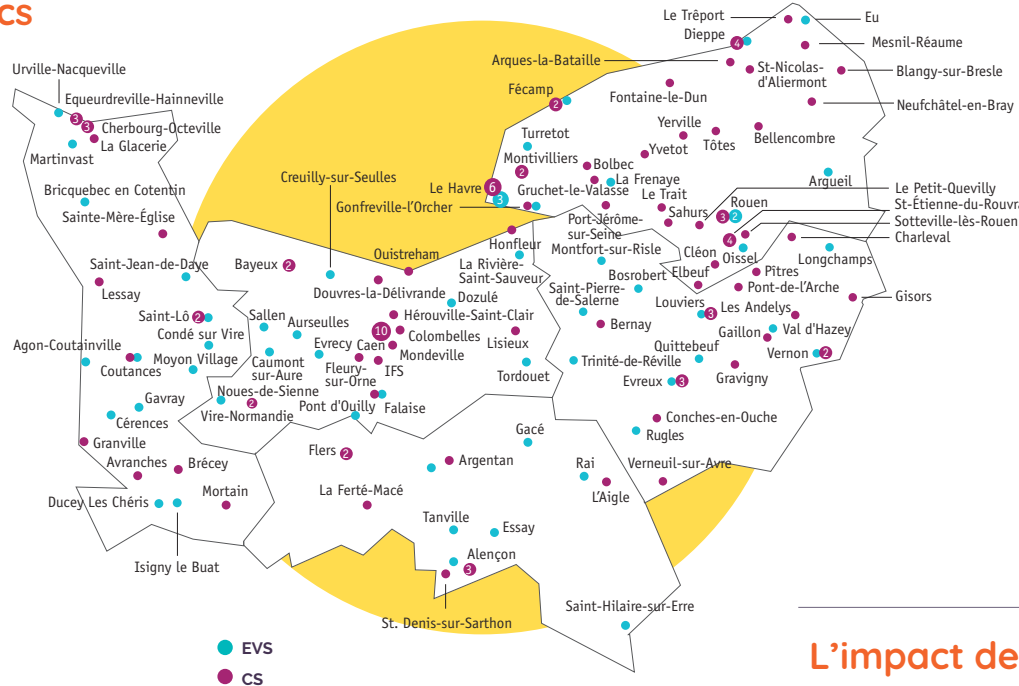 CS
Le Tréport
Eu
Dieppe
4
Mesnil-Réaume
Arques-la-Bataille
St-Nicolas-
d'Aliermont
Blangy-sur-Bresle
Urville-Nacqueville
Fécamp
2
Fontaine-le-Dun
Neufchâtel-en-Bray
Equeurdreville-Hainneville
3
3
Cherbourg-Octeville
La Glacerie
Turretot
Yerville
Yvetot
Tôtes
Bellencombre
Martinvast
Montivilliers
2
Bolbec
Creuilly-sur-Seulles
La Frenaye
Argueil
Bricquebec en Cotentin
Le Havre
6
3
Gruchet-le-Valasse
Le Trait
Rouen
3
2
Le Petit-Quevilly
Gonfreville-l'Orcher
Sahurs
St-Étienne-du-Rouvra
Sainte-Mère-Église
Port-Jérôme-
sur-Seine
4
Sotteville-lès-Rouen
Charleval
Honfleur
Montfort-sur-Risle
Cléon
Oissel
Longchamps
Ouistreham
Saint-Jean-de-Daye
Bayeux
2
La Rivière-
Saint-Sauveur
Bosrobert
Elbeuf
Pîtres
Lessay
Douvres-la-Délivrande
Saint-Pierre-
de-Salerne
Pont-de-l'Arche
Dozulé
Louviers
3
Les Andelys
Gisors
Saint-Lô
2
Sallen
Hérouville-Saint-Clair
Condé sur Vire
Aurseulles
10
Colombelles
Bernay
Gaillon
Val d'Hazey
Agon-Coutainville
Evrecy
Caen
Mondeville
Lisieux
Quittebeuf
Vernon
2
Moyon Village
Caumont
sur-Aure
Fleury-
sur-Orne
IFS
Trinité-de-Réville
Coutances
Tordouet
Gravigny
Evreux
3
Noues-de-Sienne
2
Gavray
Pont d'Ouilly
Falaise
Vire-Normandie
Cérences
Conches-en-Ouche
Granville
Gacé
Rugles
Flers
2
Avranches
Brécey
Argentan
Rai
Verneuil-sur-Avre
Mortain
La Ferté-Macé
L'Aigle
Ducey Les Chéris
Tanville
Essay
Isigny le Buat
Alençon
3
Saint-Hilaire-sur-Erre
St. Denis-sur-Sarthon
EVS
CS
L'impact de